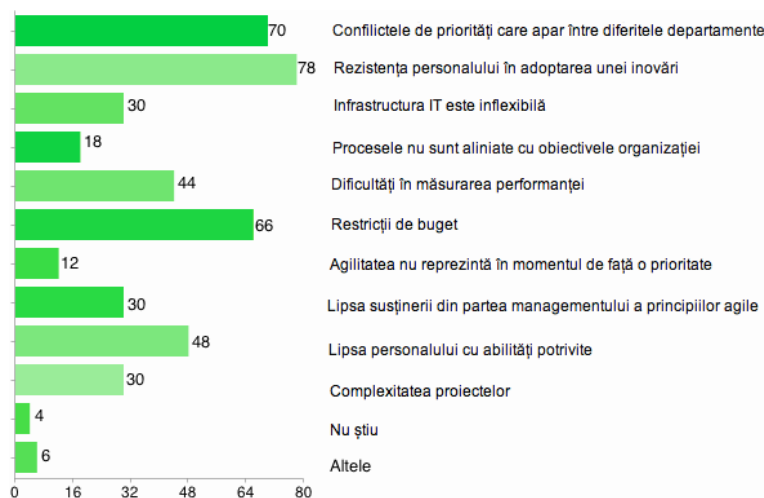 70 Confilictele de priorități care apar între diferitele departamente
78 Rezistența personalului în adoptarea unei inovări
30 Infrastructura IT este inflexibilă
18 Procesele nu sunt aliniate cu obiectivele organizației
44 Dificultăți în măsurarea performanței
66 Restricții de buget
12 Agilitatea nu reprezintă în momentul de față o prioritate
30 Lipsa susținerii din partea managementului a principiilor agile
48 Lipsa personalului cu abilități potrivite
30 Complexitatea proiectelor
4 Nu știu
6 Altele
0 16 32 48 64 80